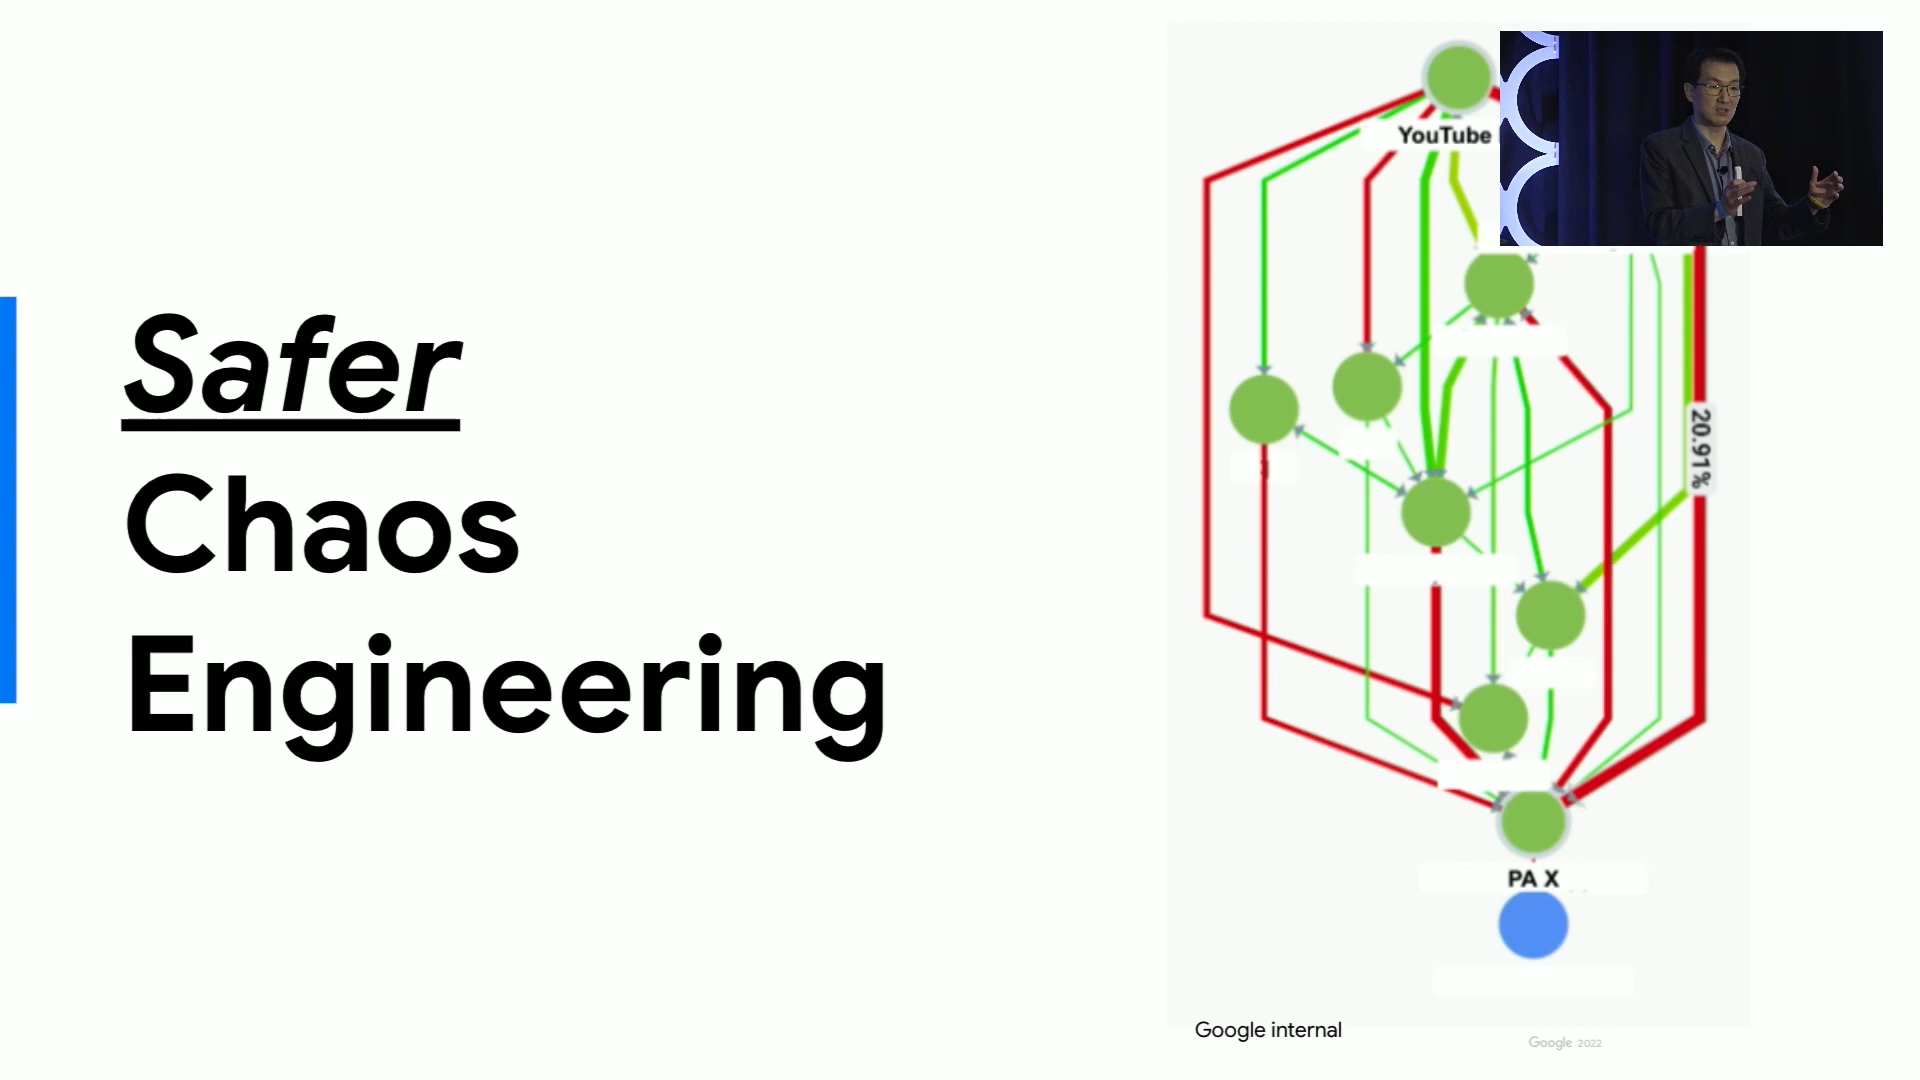 Safer
Chaos
Engineering
YouTube
20.91%
PA X
Google internal
Google 2022